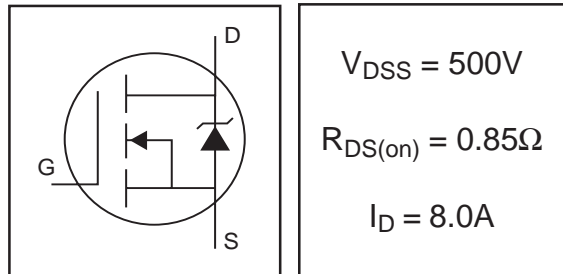 D
G
S
V_DSS = 500V
R_DS(on) = 0.85Ω
I_D = 8.0A